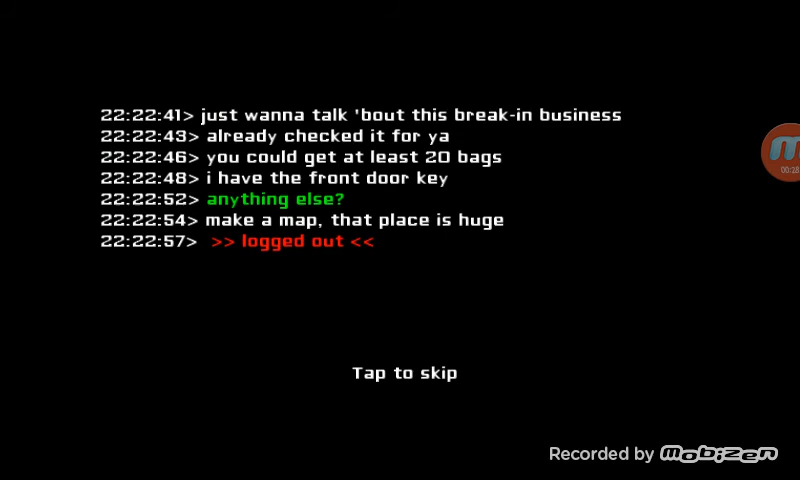 22:22:41> just wanna talk 'bout this break-in business
22:22:43> already checked it for ya
22:22:46> you could get at least 20 bags
22:22:48> i have the front door key
22:22:52> anything else?
22:22:54> make a map, that place is huge
22:22:57> >> logged out <<
00:28
Tap to skip
Recorded by mobizen